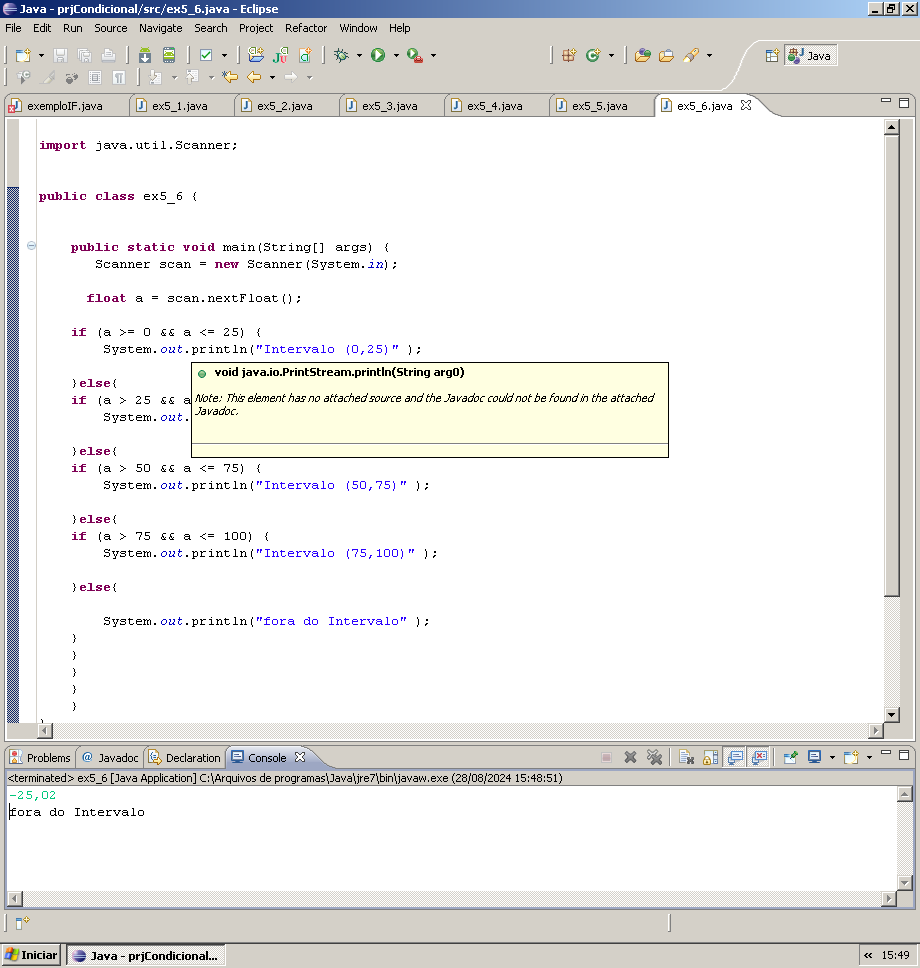 Java - prjCondicional/src/ex5_6.java - Eclipse
File Edit Run Source Navigate Search Project Refactor Window Help
Java
exemploIF.java ex5_1.java ex5_2.java ex5_3.java ex5_4.java ex5_5.java ex5_6.java
import java.util.Scanner;
public class ex5_6 {
public static void main(String[] args) {
Scanner scan = new Scanner(System.in);
float a = scan.nextFloat();
if (a >= 0 && a <= 25) {
System.out.println("Intervalo (0,25)" );
void java.io.PrintStream.println(String arg0)
}else{
Note: This element has no attached source and the Javadoc could not be found in the attached
if (a > 25 && a
Javadoc.
System.out.
}else{
if (a > 50 && a <= 75) {
System.out.println("Intervalo (50,75)" );
}else{
if (a > 75 && a <= 100) {
System.out.println("Intervalo (75,100)" );
}else{
System.out.println("fora do Intervalo" );
}
}
}
}
}
Problems @ Javadoc Declaration Console
<terminated> ex5_6 [Java Application] C:\Arquivos de programas\Java\jre7\bin\javaw.exe (28/08/2024 15:48:51)
-25,02
fora do Intervalo
Iniciar Java - prjCondicional... « 15:49